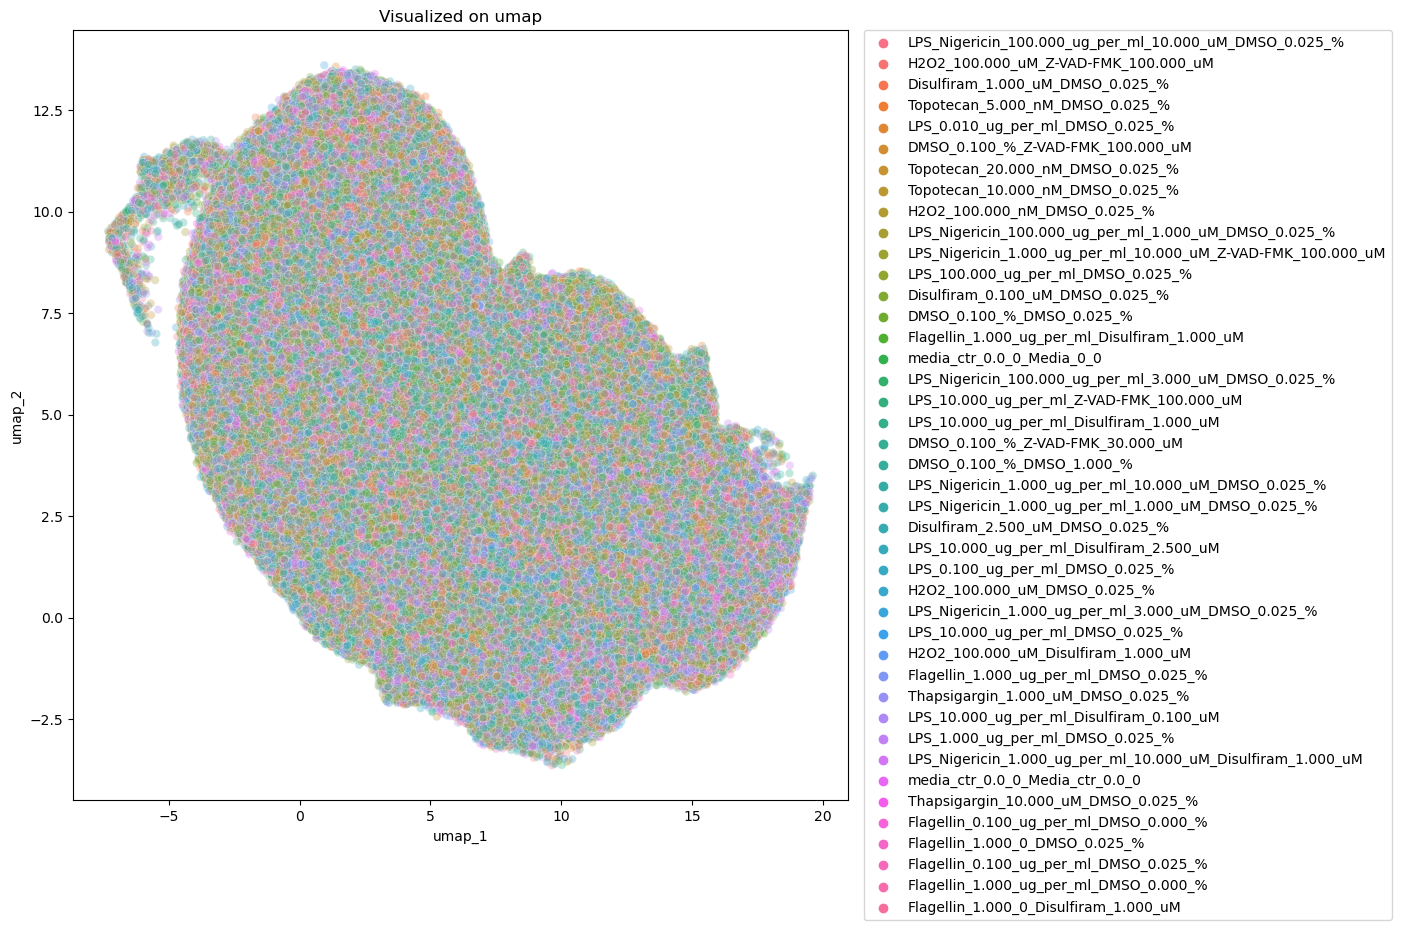 Visualized on umap
12.5
10.0
7.5
5.0
2.5
0.0
−2.5
umap_2
−5
0
5
10
15
20
umap_1
LPS_Nigericin_100.000_ug_per_ml_10.000_uM_DMSO_0.025_%
H2O2_100.000_uM_Z-VAD-FMK_100.000_uM
Disulfiram_1.000_uM_DMSO_0.025_%
Topotecan_5.000_nM_DMSO_0.025_%
LPS_0.010_ug_per_ml_DMSO_0.025_%
DMSO_0.100_%_Z-VAD-FMK_100.000_uM
Topotecan_20.000_nM_DMSO_0.025_%
Topotecan_10.000_nM_DMSO_0.025_%
H2O2_100.000_nM_DMSO_0.025_%
LPS_Nigericin_100.000_ug_per_ml_1.000_uM_DMSO_0.025_%
LPS_Nigericin_1.000_ug_per_ml_10.000_uM_Z-VAD-FMK_100.000_uM
LPS_100.000_ug_per_ml_DMSO_0.025_%
Disulfiram_0.100_uM_DMSO_0.025_%
DMSO_0.100_%_DMSO_0.025_%
Flagellin_1.000_ug_per_ml_Disulfiram_1.000_uM
media_ctr_0.0_0_Media_0_0
LPS_Nigericin_100.000_ug_per_ml_3.000_uM_DMSO_0.025_%
LPS_10.000_ug_per_ml_Z-VAD-FMK_100.000_uM
LPS_10.000_ug_per_ml_Disulfiram_1.000_uM
DMSO_0.100_%_Z-VAD-FMK_30.000_uM
DMSO_0.100_%_DMSO_1.000_%
LPS_Nigericin_1.000_ug_per_ml_10.000_uM_DMSO_0.025_%
LPS_Nigericin_1.000_ug_per_ml_1.000_uM_DMSO_0.025_%
Disulfiram_2.500_uM_DMSO_0.025_%
LPS_10.000_ug_per_ml_Disulfiram_2.500_uM
LPS_0.100_ug_per_ml_DMSO_0.025_%
H2O2_100.000_uM_DMSO_0.025_%
LPS_Nigericin_1.000_ug_per_ml_3.000_uM_DMSO_0.025_%
LPS_10.000_ug_per_ml_DMSO_0.025_%
H2O2_100.000_uM_Disulfiram_1.000_uM
Flagellin_1.000_ug_per_ml_DMSO_0.025_%
Thapsigargin_1.000_uM_DMSO_0.025_%
LPS_10.000_ug_per_ml_Disulfiram_0.100_uM
LPS_1.000_ug_per_ml_DMSO_0.025_%
LPS_Nigericin_1.000_ug_per_ml_10.000_uM_Disulfiram_1.000_uM
media_ctr_0.0_0_Media_ctr_0.0_0
Thapsigargin_10.000_uM_DMSO_0.025_%
Flagellin_0.100_ug_per_ml_DMSO_0.000_%
Flagellin_1.000_0_DMSO_0.025_%
Flagellin_0.100_ug_per_ml_DMSO_0.025_%
Flagellin_1.000_ug_per_ml_DMSO_0.000_%
Flagellin_1.000_0_Disulfiram_1.000_uM